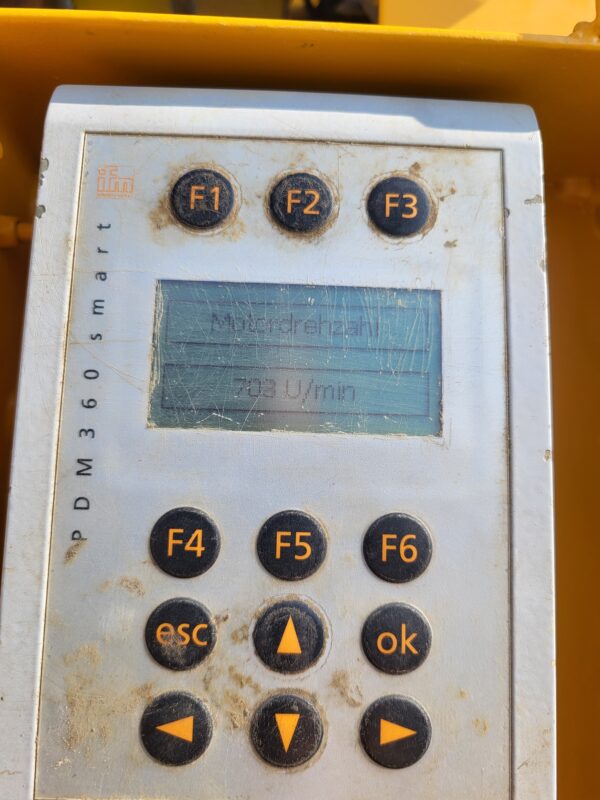 ifm
F1 F2 F3
PDM360smart
Motordrehzahl
703 U/min
F4 F5 F6
esc ok